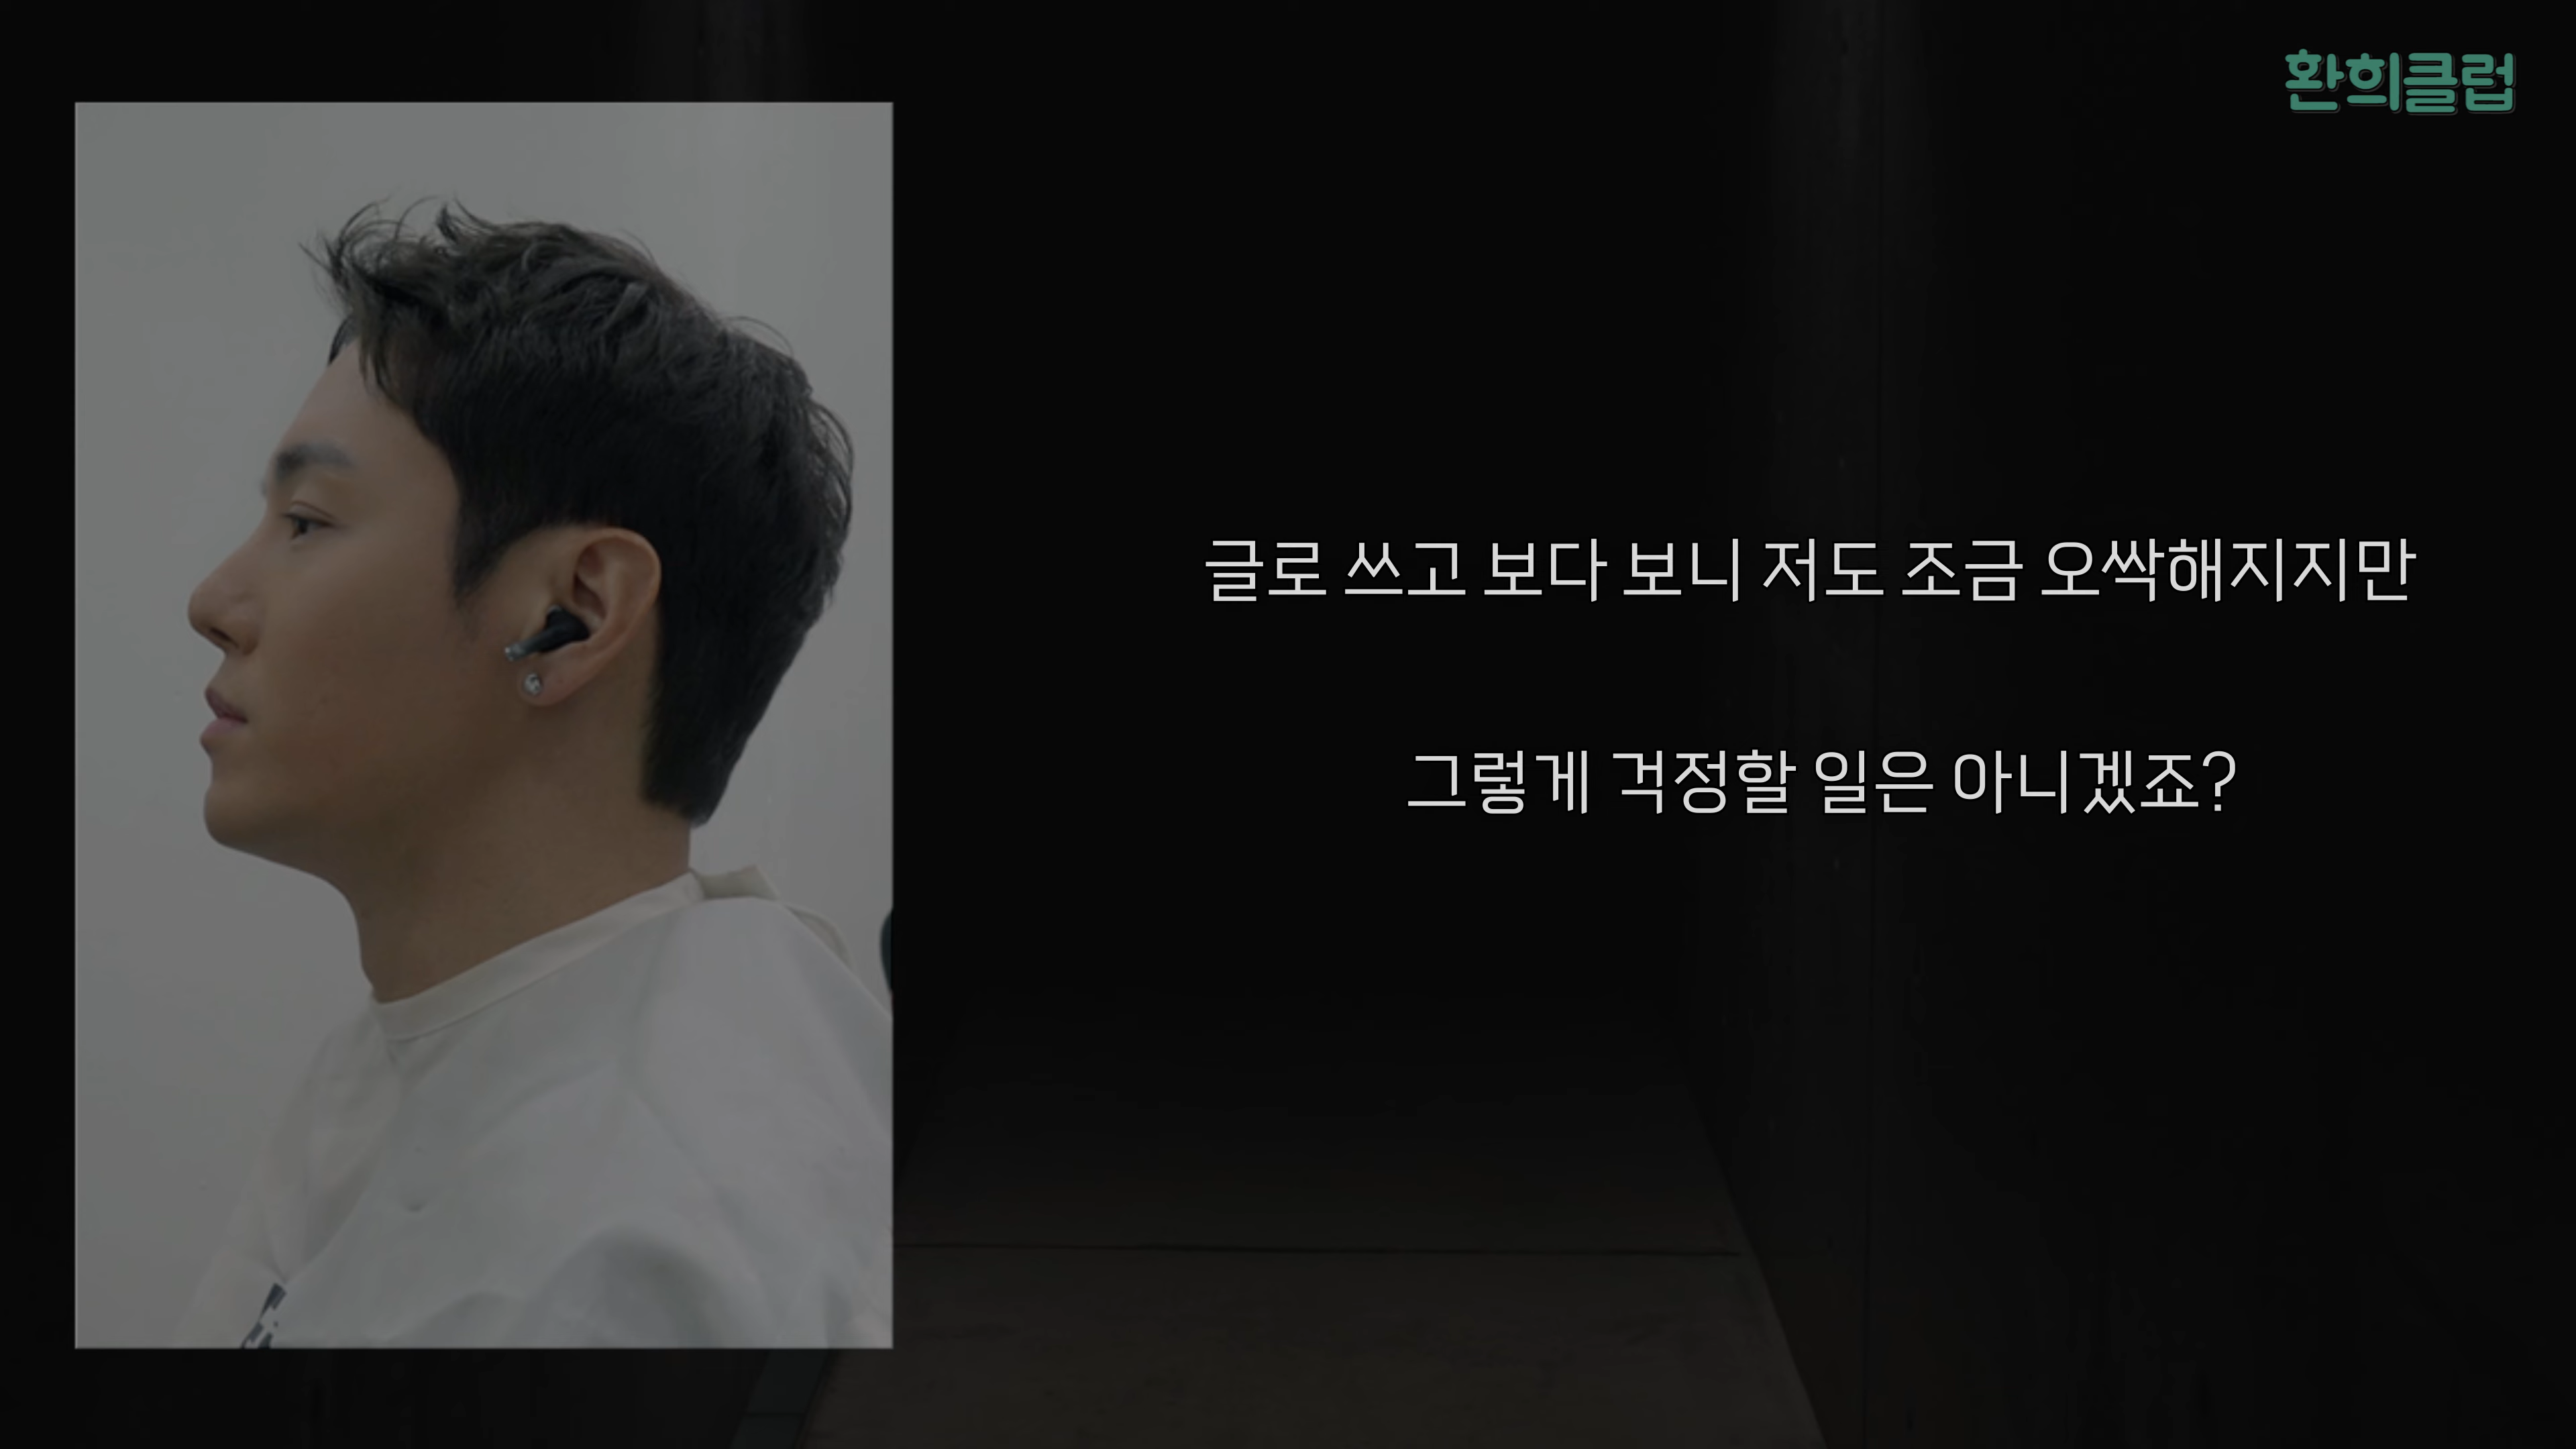 환희클럽
글로 쓰고 보다 보니 저도 조금 오싹해지지만
그렇게 걱정할 일은 아니겠죠?